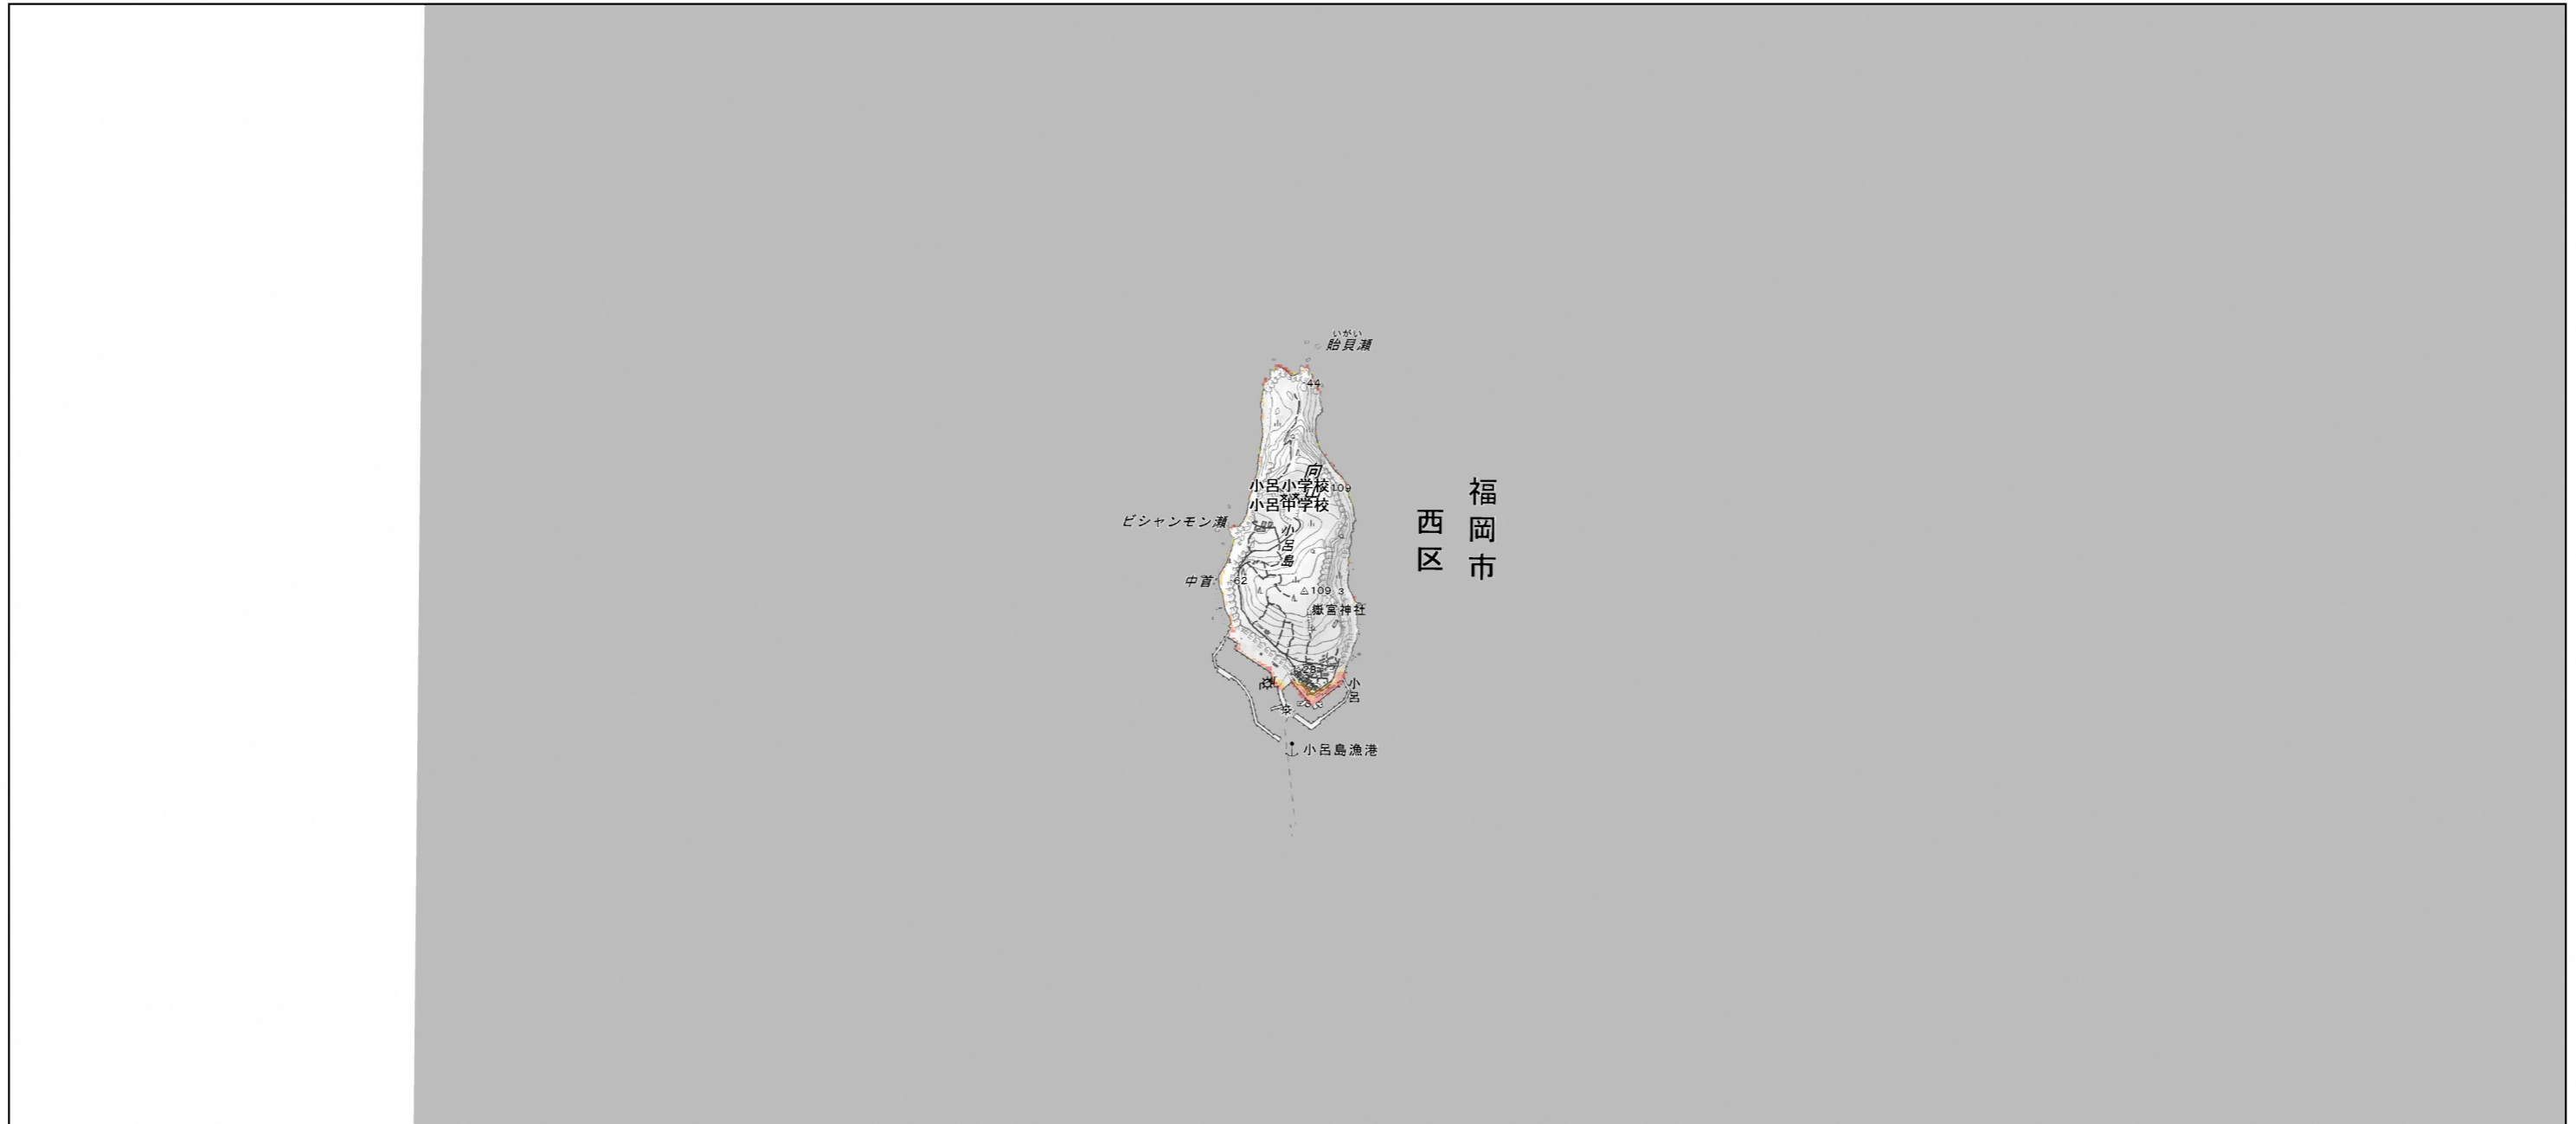 いがい
貽貝瀬
44
向山
小呂小学校
109
小呂中学校
福岡市
西区
ビシャンモン瀬
小呂島
中首
62
109.3
嶽宮神社
小呂
小呂島漁港